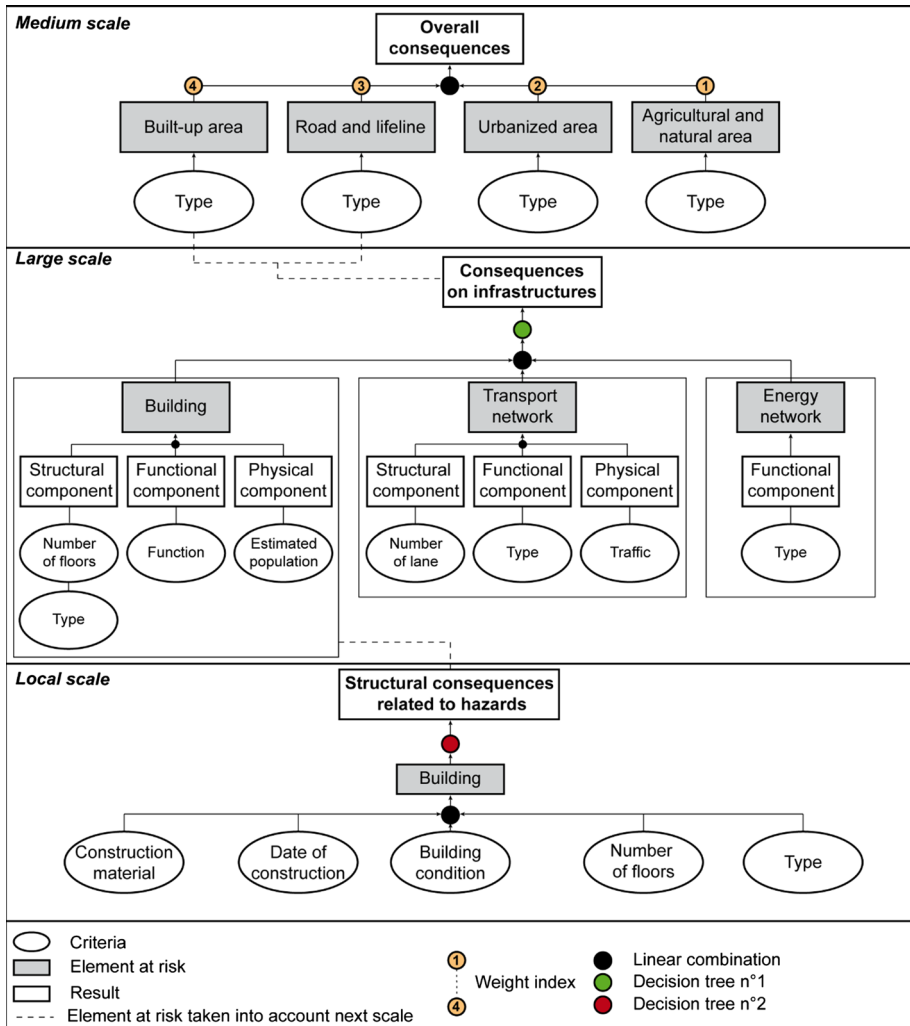 Medium scale
Overall
consequences
4
3
2
1
Built-up area
Road and lifeline
Urbanized area
Agricultural and
natural area
Type
Type
Type
Type
Large scale
Consequences
on infrastructures
Building
Transport
network
Energy
network
Structural
component
Functional
component
Physical
component
Structural
component
Functional
component
Physical
component
Functional
component
Number
of floors
Function
Estimated
population
Number
of lane
Type
Traffic
Type
Type
Local scale
Structural consequences
related to hazards
Building
Construction
material
Date of
construction
Building
condition
Number
of floors
Type
Criteria
Element at risk
Result
Element at risk taken into account next scale
1
Weight index
4
Linear combination
Decision tree n°1
Decision tree n°2